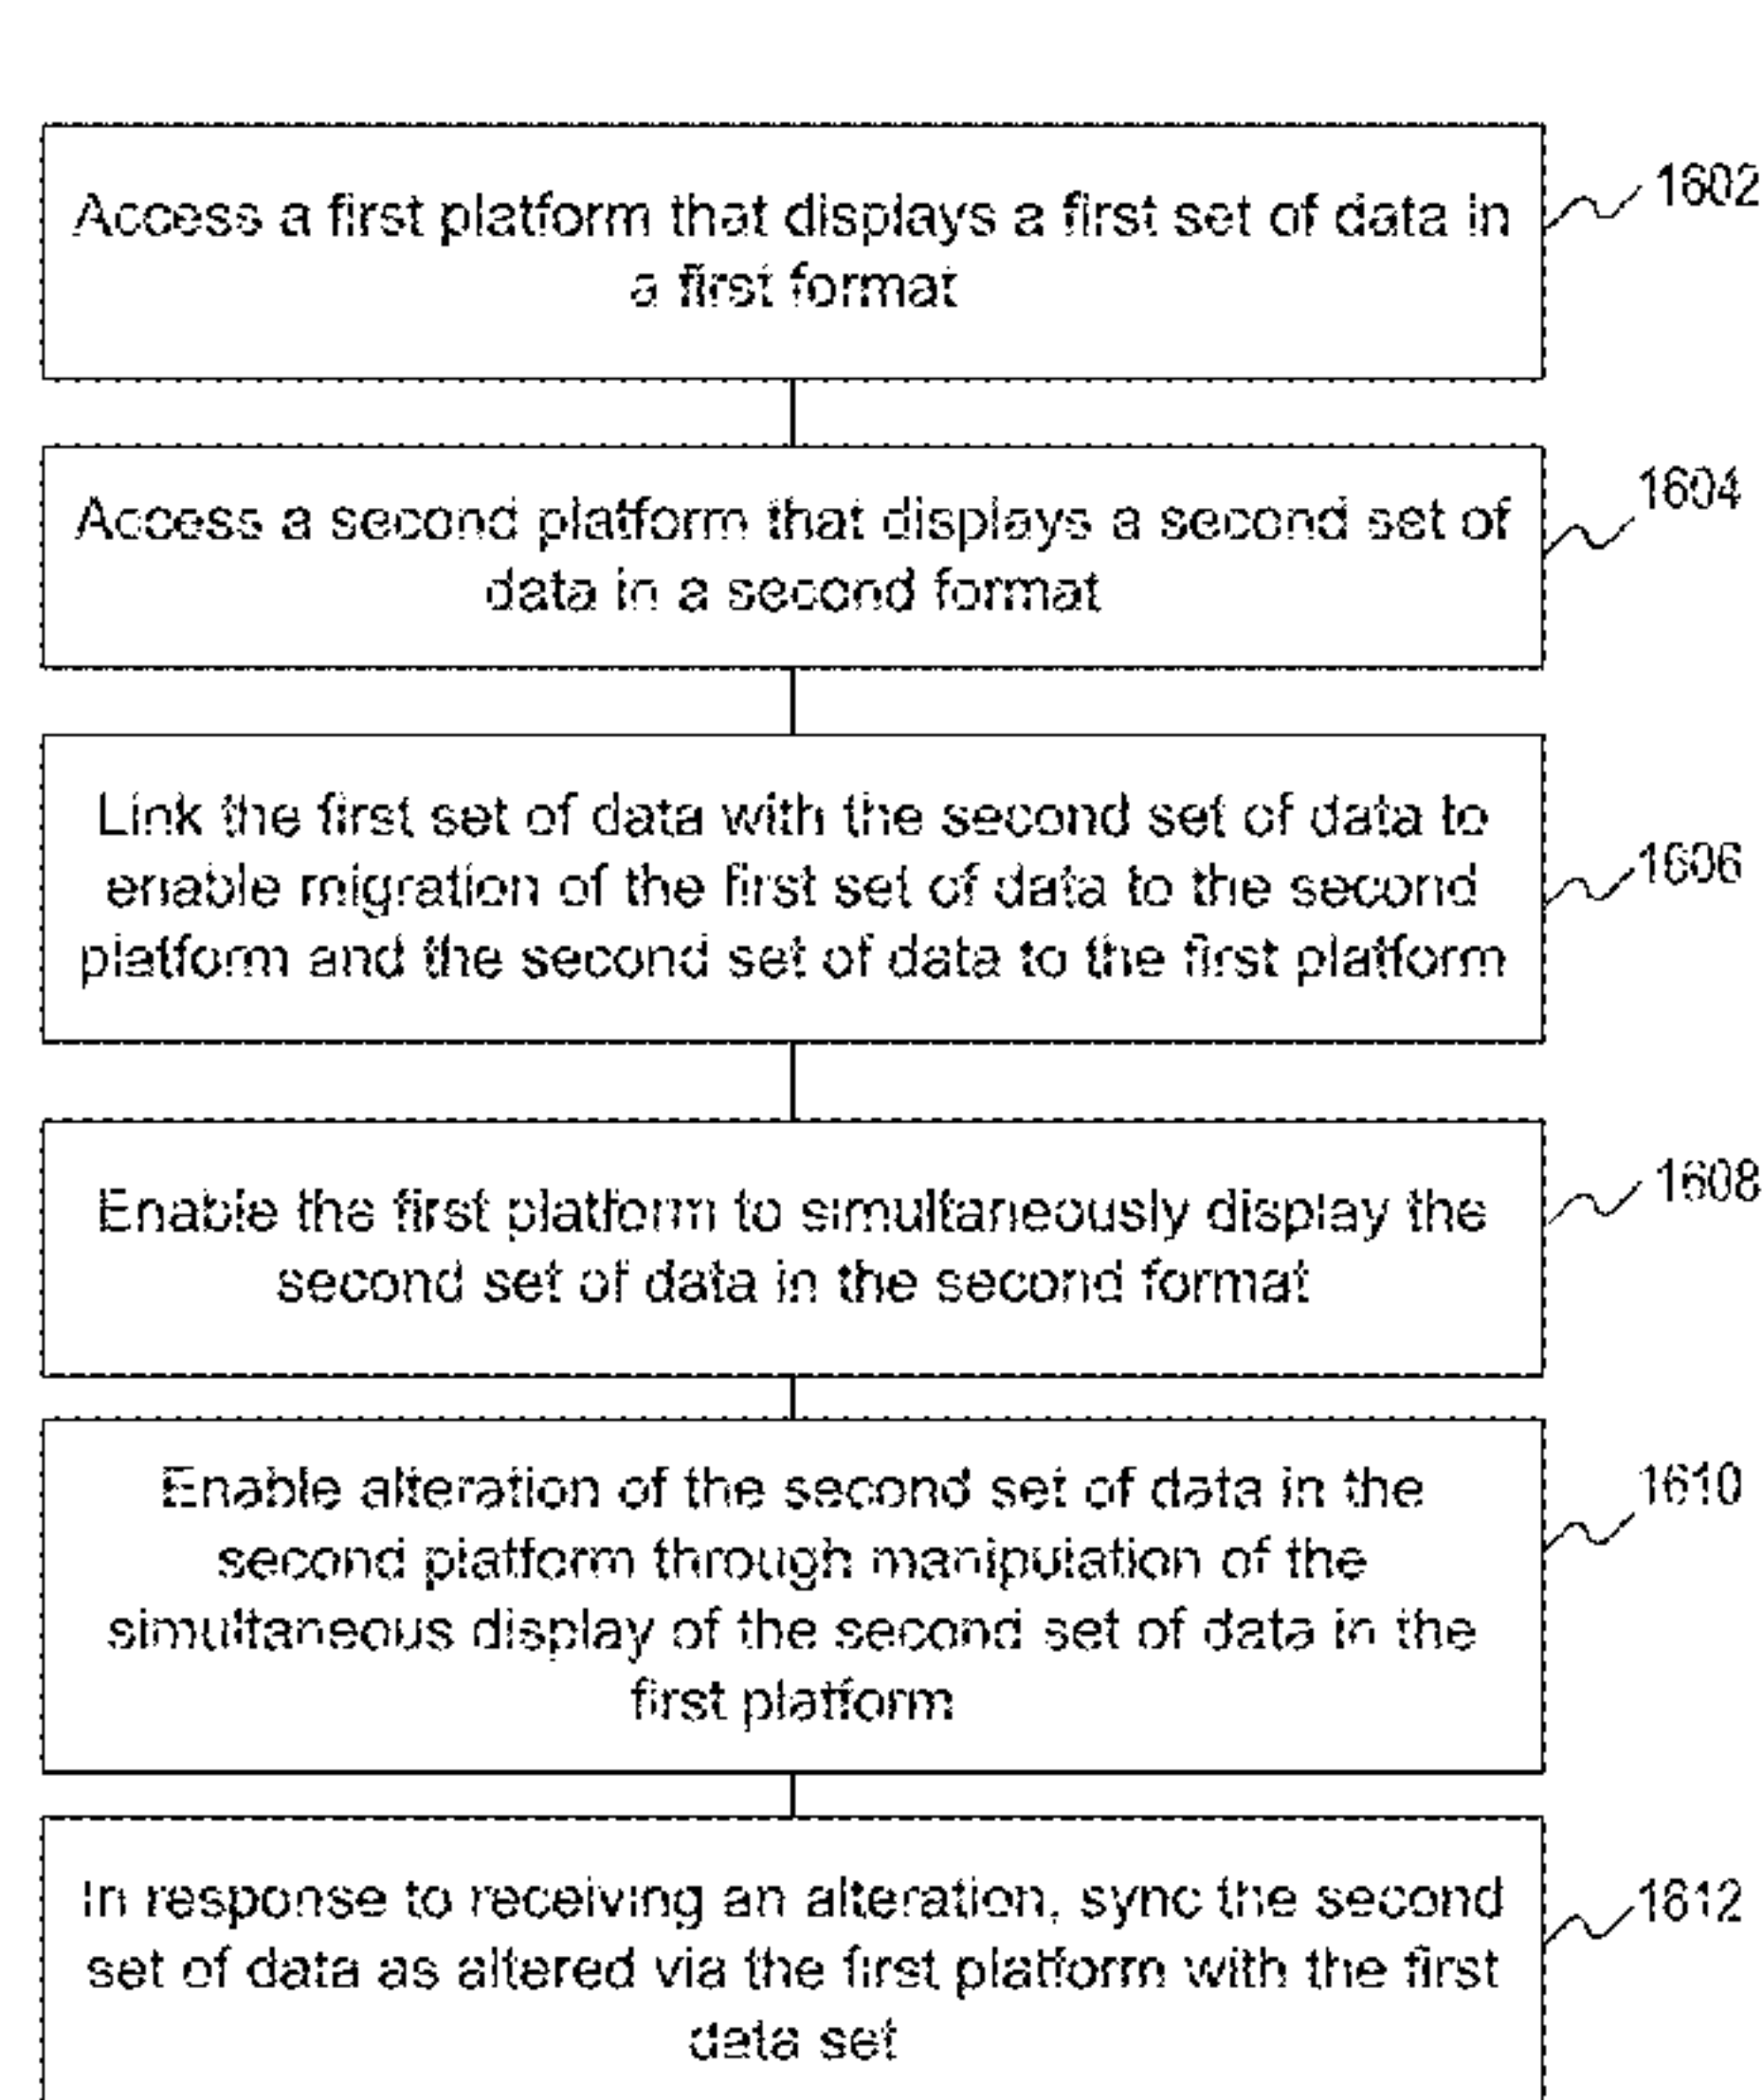 Access a first platform that displays a first set of data in
a first format
1602
Access a second platform that displays a second set of
data in a second format
1604
Link the first set of data with the second set of data to
enable migration of the first set of data to the second
platform and the second set of data to the first platform
1606
Enable the first platform to simultaneously display the
second set of data in the second format
1608
Enable alteration of the second set of data in the
second platform through manipulation of the
simultaneous display of the second set of data in the
first platform
1610
In response to receiving an alteration, sync the second
set of data as altered via the first platform with the first
data set
1612